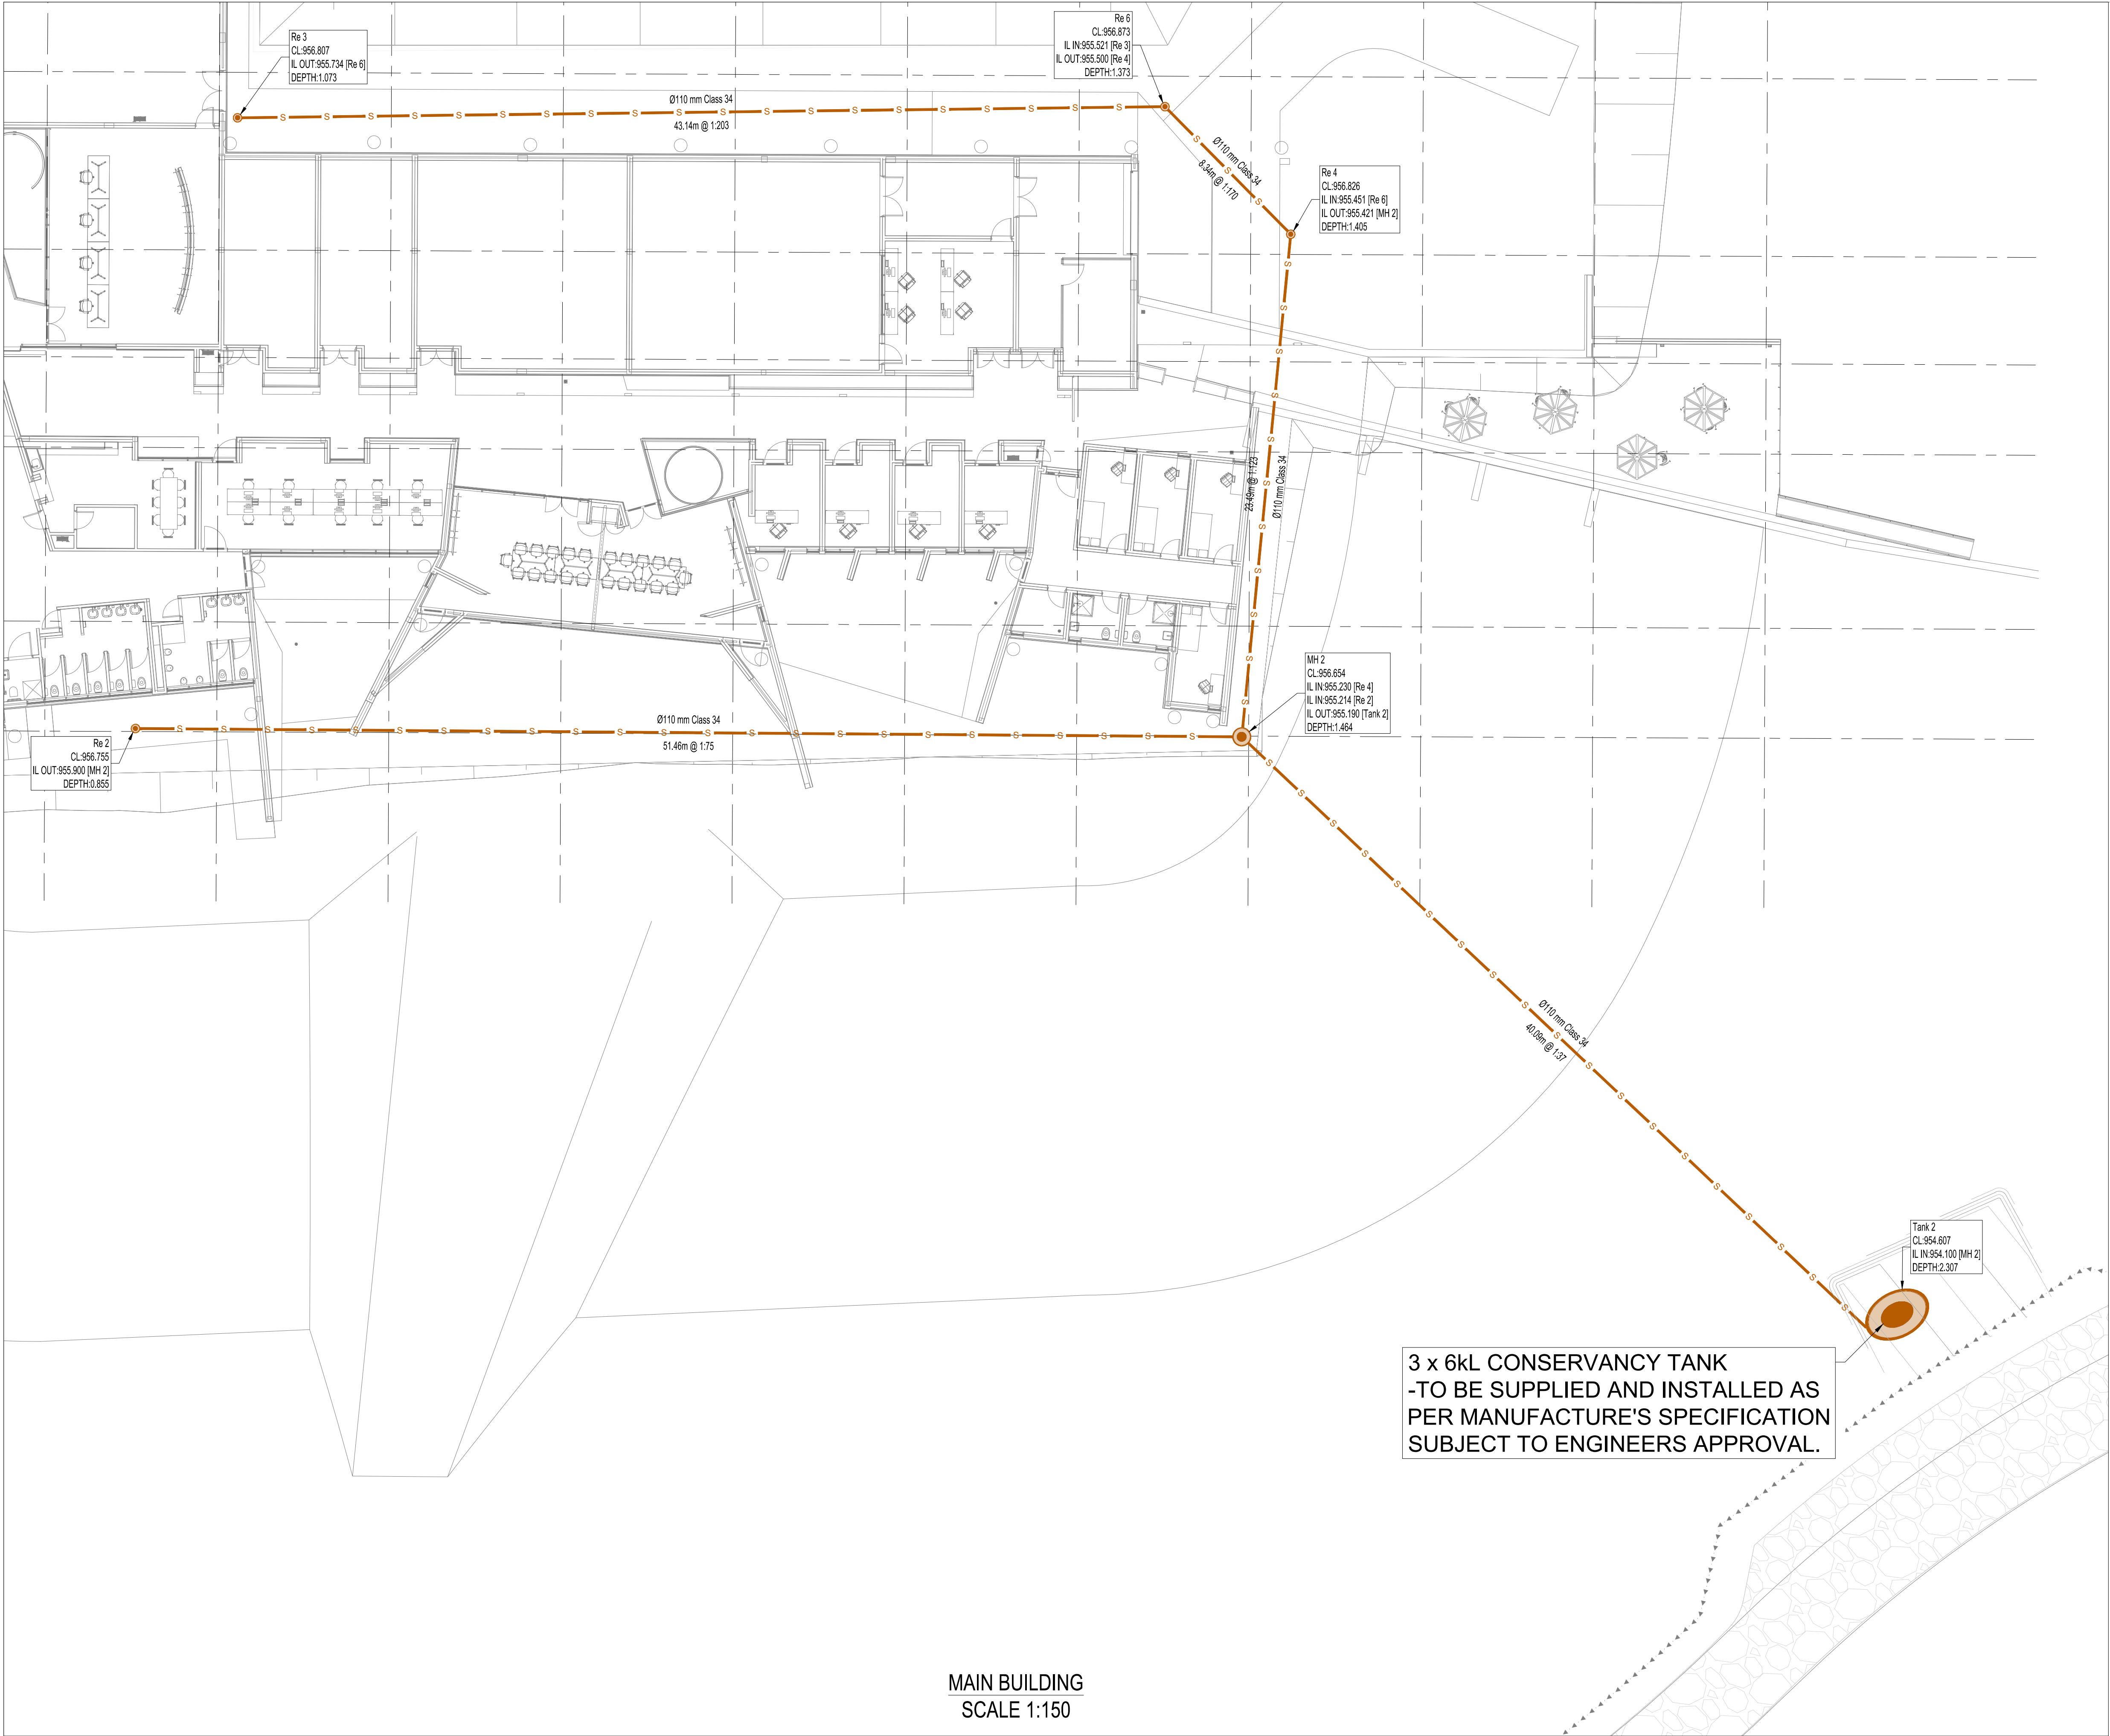 Re 3
CL:956.807
IL OUT:955.734 [Re 6]
DEPTH:1.073
Re 6
CL:956.873
IL IN:955.521 [Re 3]
IL OUT:955.500 [Re 4]
DEPTH:1.373
Ø110 mm Class 34
43.14m @ 1:203
Ø110 mm Class 34
8.34m @ 1:170
Re 4
CL:956.826
IL IN:955.451 [Re 6]
IL OUT:955.421 [MH 2]
DEPTH:1.405
23.49m @ 1:123
Ø110 mm Class 34
MH 2
CL:956.654
IL IN:955.230 [Re 4]
IL IN:955.214 [Re 2]
IL OUT:955.190 [Tank 2]
DEPTH:1.464
Ø110 mm Class 34
51.46m @ 1:75
Re 2
CL:956.755
IL OUT:955.900 [MH 2]
DEPTH:0.855
Ø110 mm Class 34
40.09m @ 1:37
Tank 2
CL:954.607
IL IN:954.100 [MH 2]
DEPTH:2.307
3 x 6kL CONSERVANCY TANK
-TO BE SUPPLIED AND INSTALLED AS
PER MANUFACTURE'S SPECIFICATION
SUBJECT TO ENGINEERS APPROVAL.
MAIN BUILDING
SCALE 1:150